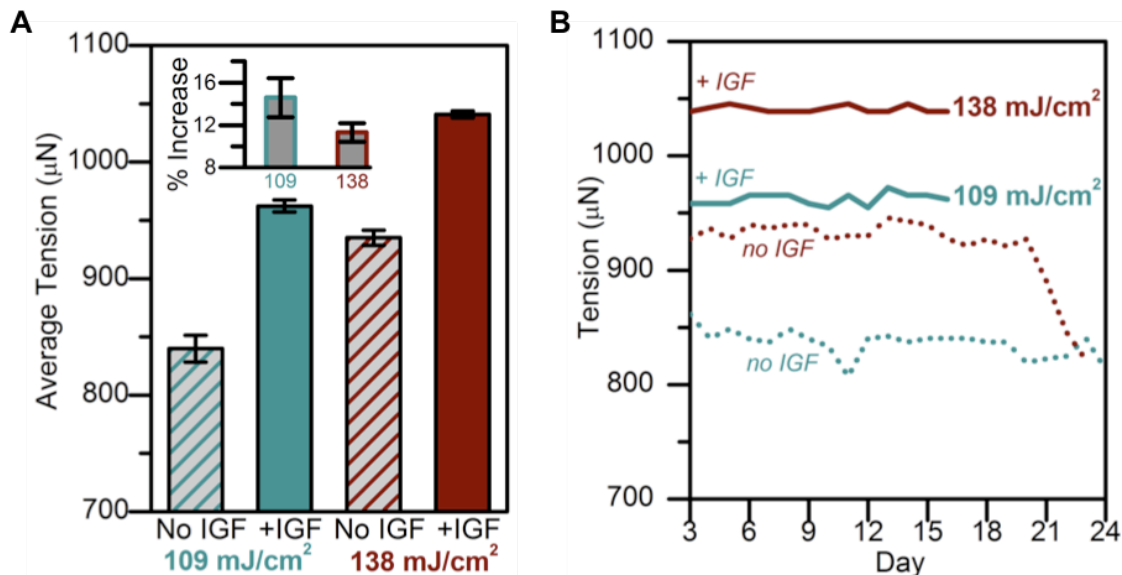 A
1100
1000
900
800
700
Average Tension (μN)
% Increase
16
12
8
109
138
No IGF +IGF No IGF +IGF
109 mJ/cm²
138 mJ/cm²
B
1100
1000
900
800
700
Tension (μN)
+ IGF
138 mJ/cm²
+ IGF
109 mJ/cm²
no IGF
no IGF
3 6 9 12 15 18 21 24
Day